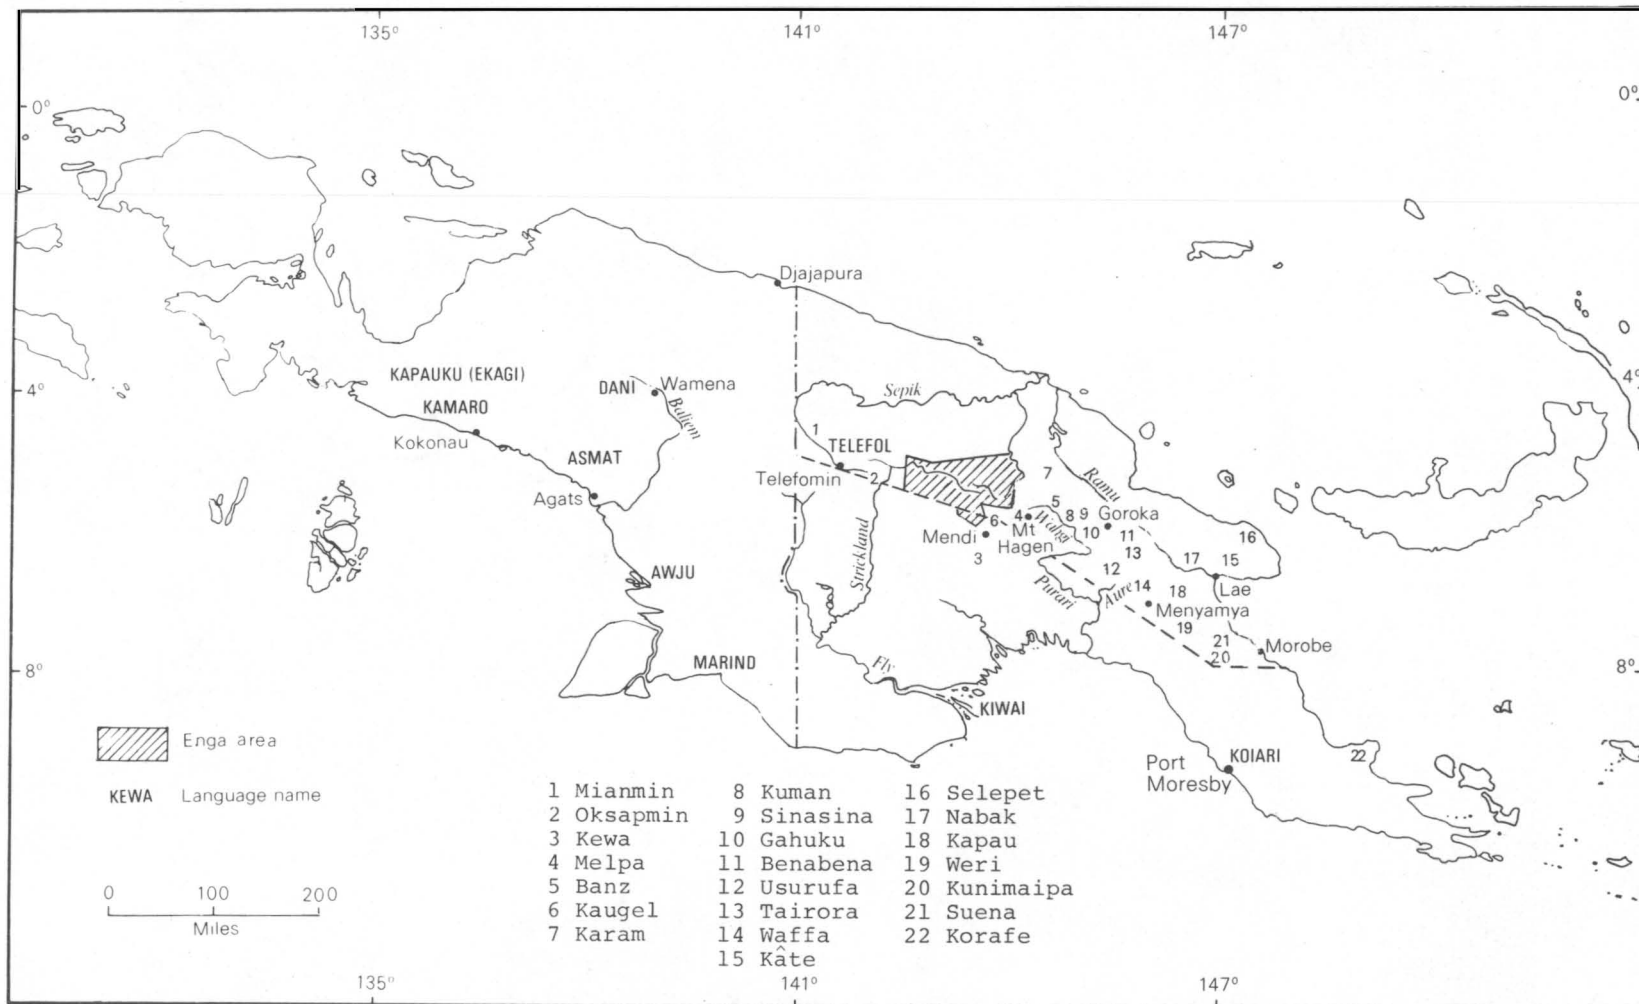 135° 141° 147°
0° 0°
Djajapura
KAPAUKU (EKAGI)
DANI Wamena
Sepik
4° 4°
KAMARO
Baliem
Kokonau
1
TELEFOL
ASMAT
Telefomin
2
7
Ramu
Agats
5
6 4 8 9 Goroka
Mendi
Mt
Hagen
Wahgi
10 11
16
3
13
17 15
Strickland
AWJU
12
Purari
Aure
14 18
Lae
Menyamya
19
21
Morobe
8° MARIND
Fly
20
8°
KIWAI
Enga area
22
Port
Moresby
KOIARI
KEWA Language name
1 Mianmin
2 Oksapmin
3 Kewa
4 Melpa
5 Banz
6 Kaugel
7 Karam
8 Kuman
9 Sinasina
10 Gahuku
11 Benabena
12 Usurufa
13 Tairora
14 Waffa
15 Kâte
16 Selepet
17 Nabak
18 Kapau
19 Weri
20 Kunimaipa
21 Suena
22 Korafe
0 100 200
Miles
135° 141° 147°